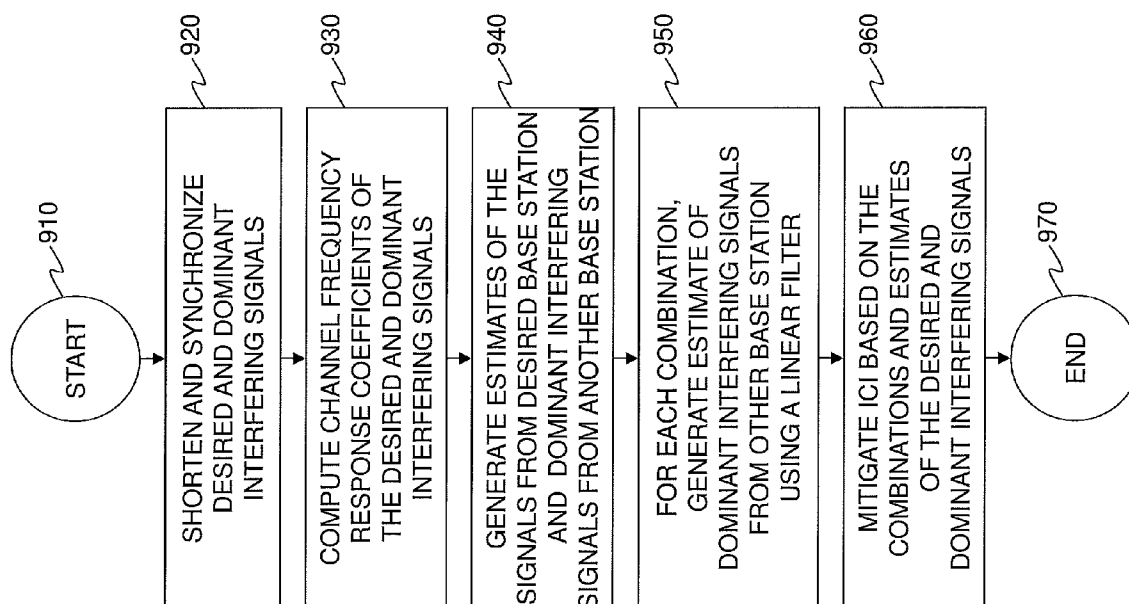 START
910
SHORTEN AND SYNCHRONIZE
DESIRED AND DOMINANT
INTERFERING SIGNALS
920
COMPUTE CHANNEL FREQUENCY
RESPONSE COEFFICIENTS OF
THE DESIRED AND DOMINANT
INTERFERING SIGNALS
930
GENERATE ESTIMATES OF THE
SIGNALS FROM DESIRED BASE STATION
AND DOMINANT INTERFERING
SIGNALS FROM ANOTHER BASE STATION
940
FOR EACH COMBINATION,
GENERATE ESTIMATE OF
DOMINANT INTERFERING SIGNALS
FROM OTHER BASE STATION
USING A LINEAR FILTER
950
MITIGATE ICI BASED ON THE
COMBINATIONS AND ESTIMATES
OF THE DESIRED AND
DOMINANT INTERFERING SIGNALS
960
END
970